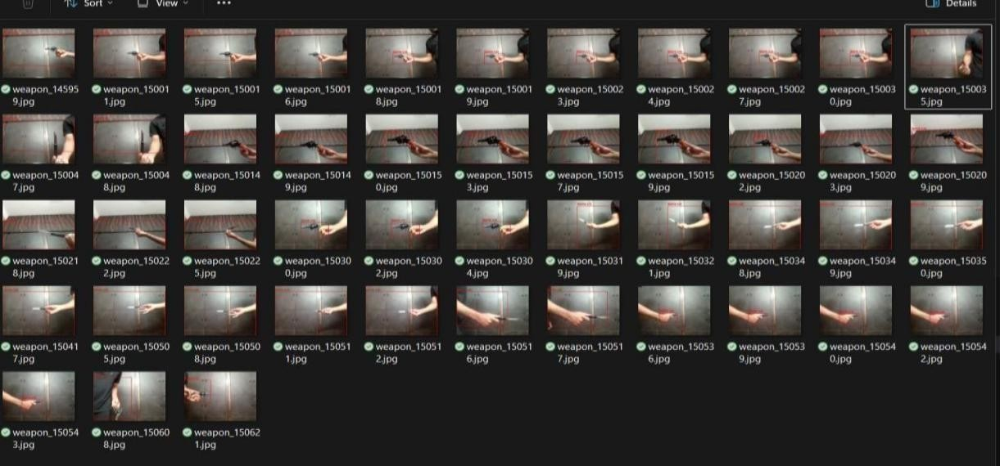 Sort
View
Details
weapon_14595
9.jpg
weapon_15001
1.jpg
weapon_15001
5.jpg
weapon_15001
6.jpg
weapon_15001
8.jpg
weapon_15001
9.jpg
weapon_15002
3.jpg
weapon_15002
4.jpg
weapon_15002
7.jpg
weapon_15003
0.jpg
weapon_15003
5.jpg
weapon_15004
7.jpg
weapon_15004
8.jpg
weapon_15014
8.jpg
weapon_15014
9.jpg
weapon_15015
0.jpg
weapon_15015
3.jpg
weapon_15015
7.jpg
weapon_15015
9.jpg
weapon_15020
2.jpg
weapon_15020
3.jpg
weapon_15020
9.jpg
weapon_15021
8.jpg
weapon_15022
2.jpg
weapon_15022
5.jpg
weapon_15030
0.jpg
weapon_15030
2.jpg
weapon_15030
4.jpg
weapon_15031
9.jpg
weapon_15032
1.jpg
weapon_15034
8.jpg
weapon_15034
9.jpg
weapon_15035
0.jpg
weapon_15041
7.jpg
weapon_15050
5.jpg
weapon_15050
8.jpg
weapon_15051
1.jpg
weapon_15051
2.jpg
weapon_15051
6.jpg
weapon_15051
7.jpg
weapon_15053
6.jpg
weapon_15053
9.jpg
weapon_15054
0.jpg
weapon_15054
2.jpg
weapon_15054
3.jpg
weapon_15060
8.jpg
weapon_15062
1.jpg